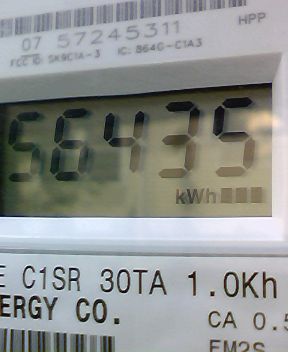 07 57245311
HPP
FCC ID: SK9C1A-3 IC: 864G-C1A3
56435
kWh
E C1SR 30TA 1.0Kh
ERGY CO.
CA 0.5
FM2S